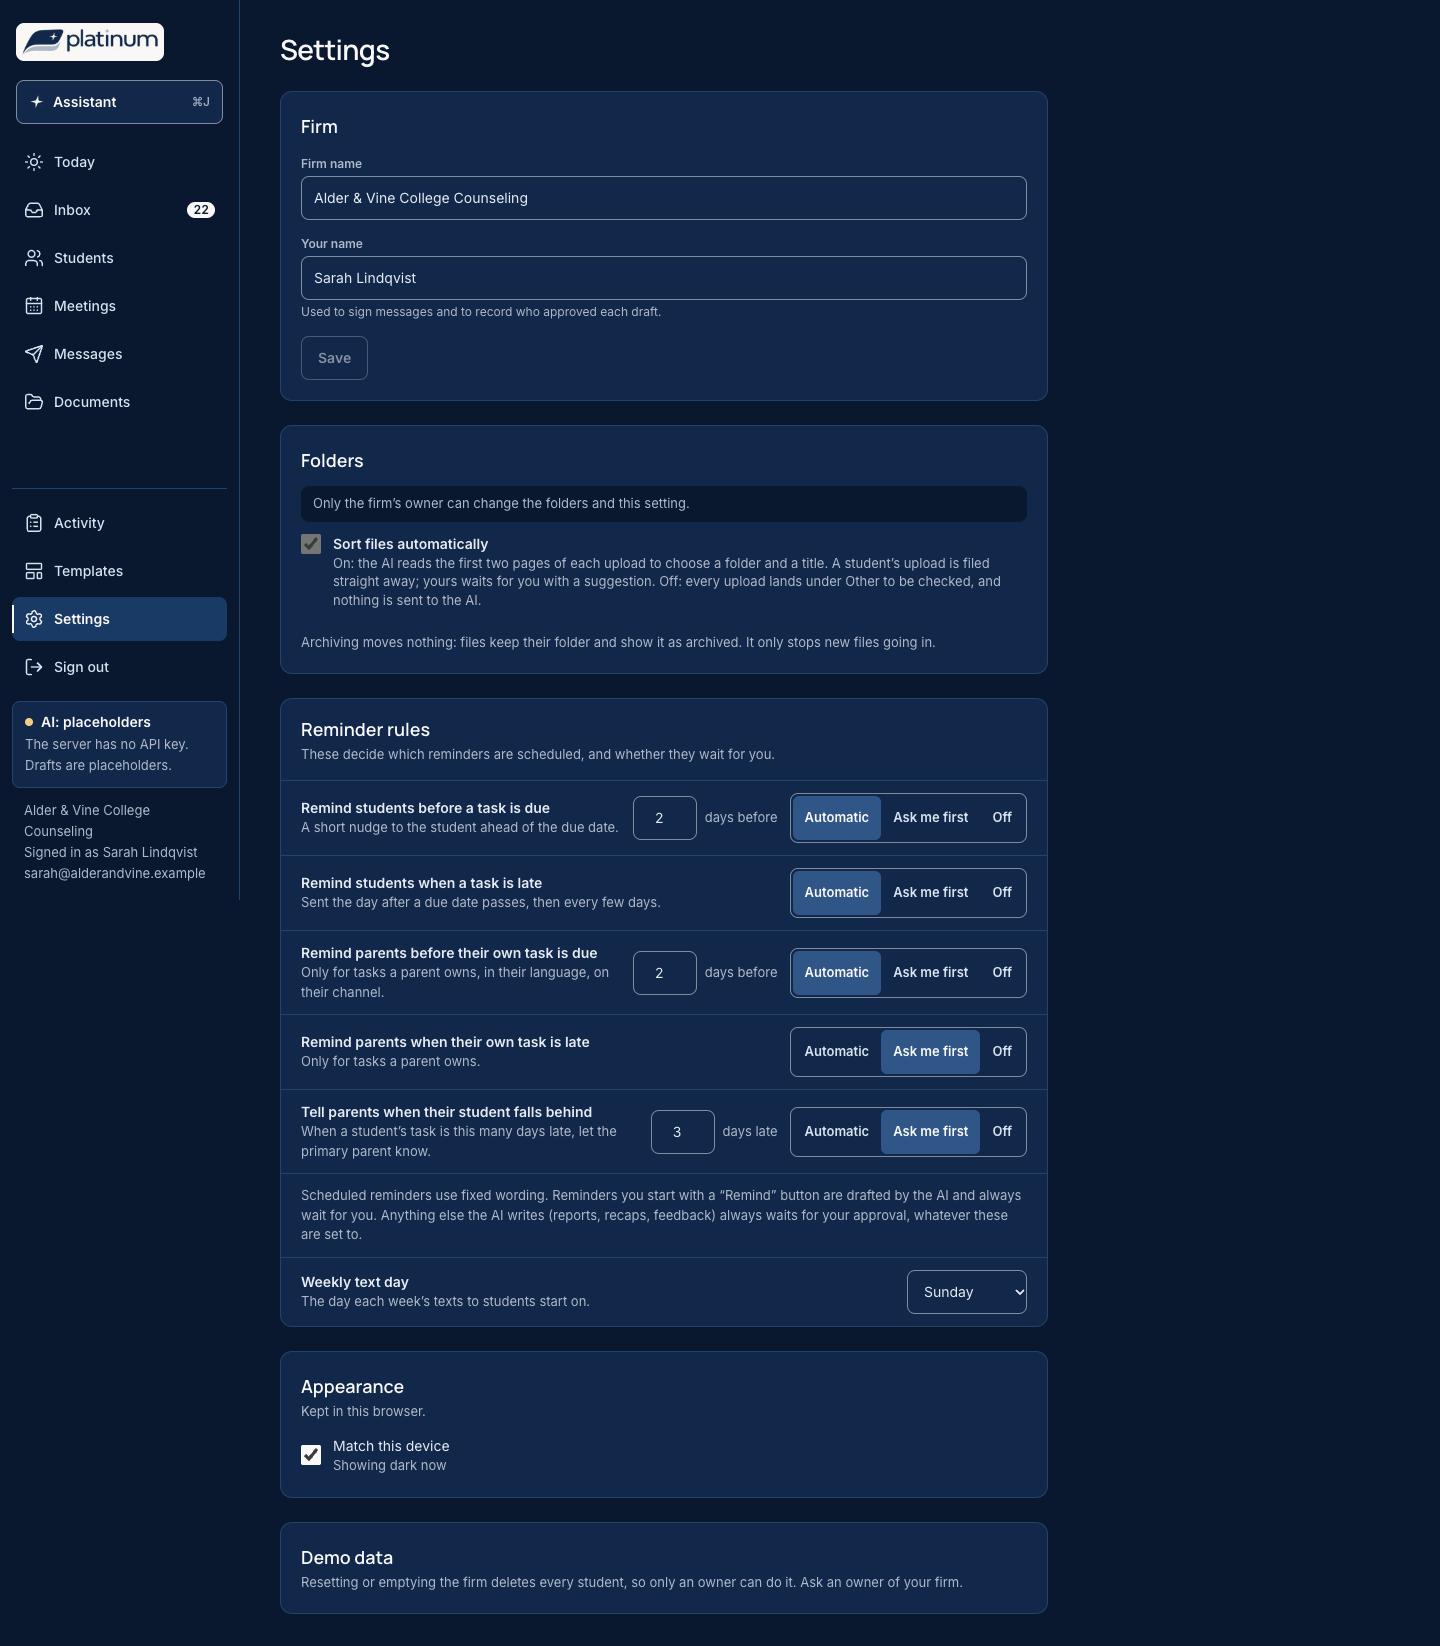 platinum
Assistant ⌘J
Today
Inbox 22
Students
Meetings
Messages
Documents
Activity
Templates
Settings
Sign out
AI: placeholders
The server has no API key.
Drafts are placeholders.
Alder & Vine College
Counseling
Signed in as Sarah Lindqvist
sarah@alderandvine.example
Settings
Firm
Firm name
Alder & Vine College Counseling
Your name
Sarah Lindqvist
Used to sign messages and to record who approved each draft.
Save
Folders
Only the firm’s owner can change the folders and this setting.
Sort files automatically
On: the AI reads the first two pages of each upload to choose a folder and a title. A student’s upload is filed
straight away; yours waits for you with a suggestion. Off: every upload lands under Other to be checked, and
nothing is sent to the AI.
Archiving moves nothing: files keep their folder and show it as archived. It only stops new files going in.
Reminder rules
These decide which reminders are scheduled, and whether they wait for you.
Remind students before a task is due
A short nudge to the student ahead of the due date.
2 days before Automatic Ask me first Off
Remind students when a task is late
Sent the day after a due date passes, then every few days.
Automatic Ask me first Off
Remind parents before their own task is due
Only for tasks a parent owns, in their language, on
their channel.
2 days before Automatic Ask me first Off
Remind parents when their own task is late
Only for tasks a parent owns.
Automatic Ask me first Off
Tell parents when their student falls behind
When a student’s task is this many days late, let the
primary parent know.
3 days late Automatic Ask me first Off
Scheduled reminders use fixed wording. Reminders you start with a “Remind” button are drafted by the AI and always
wait for you. Anything else the AI writes (reports, recaps, feedback) always waits for your approval, whatever these
are set to.
Weekly text day
The day each week’s texts to students start on.
Sunday
Appearance
Kept in this browser.
Match this device
Showing dark now
Demo data
Resetting or emptying the firm deletes every student, so only an owner can do it. Ask an owner of your firm.